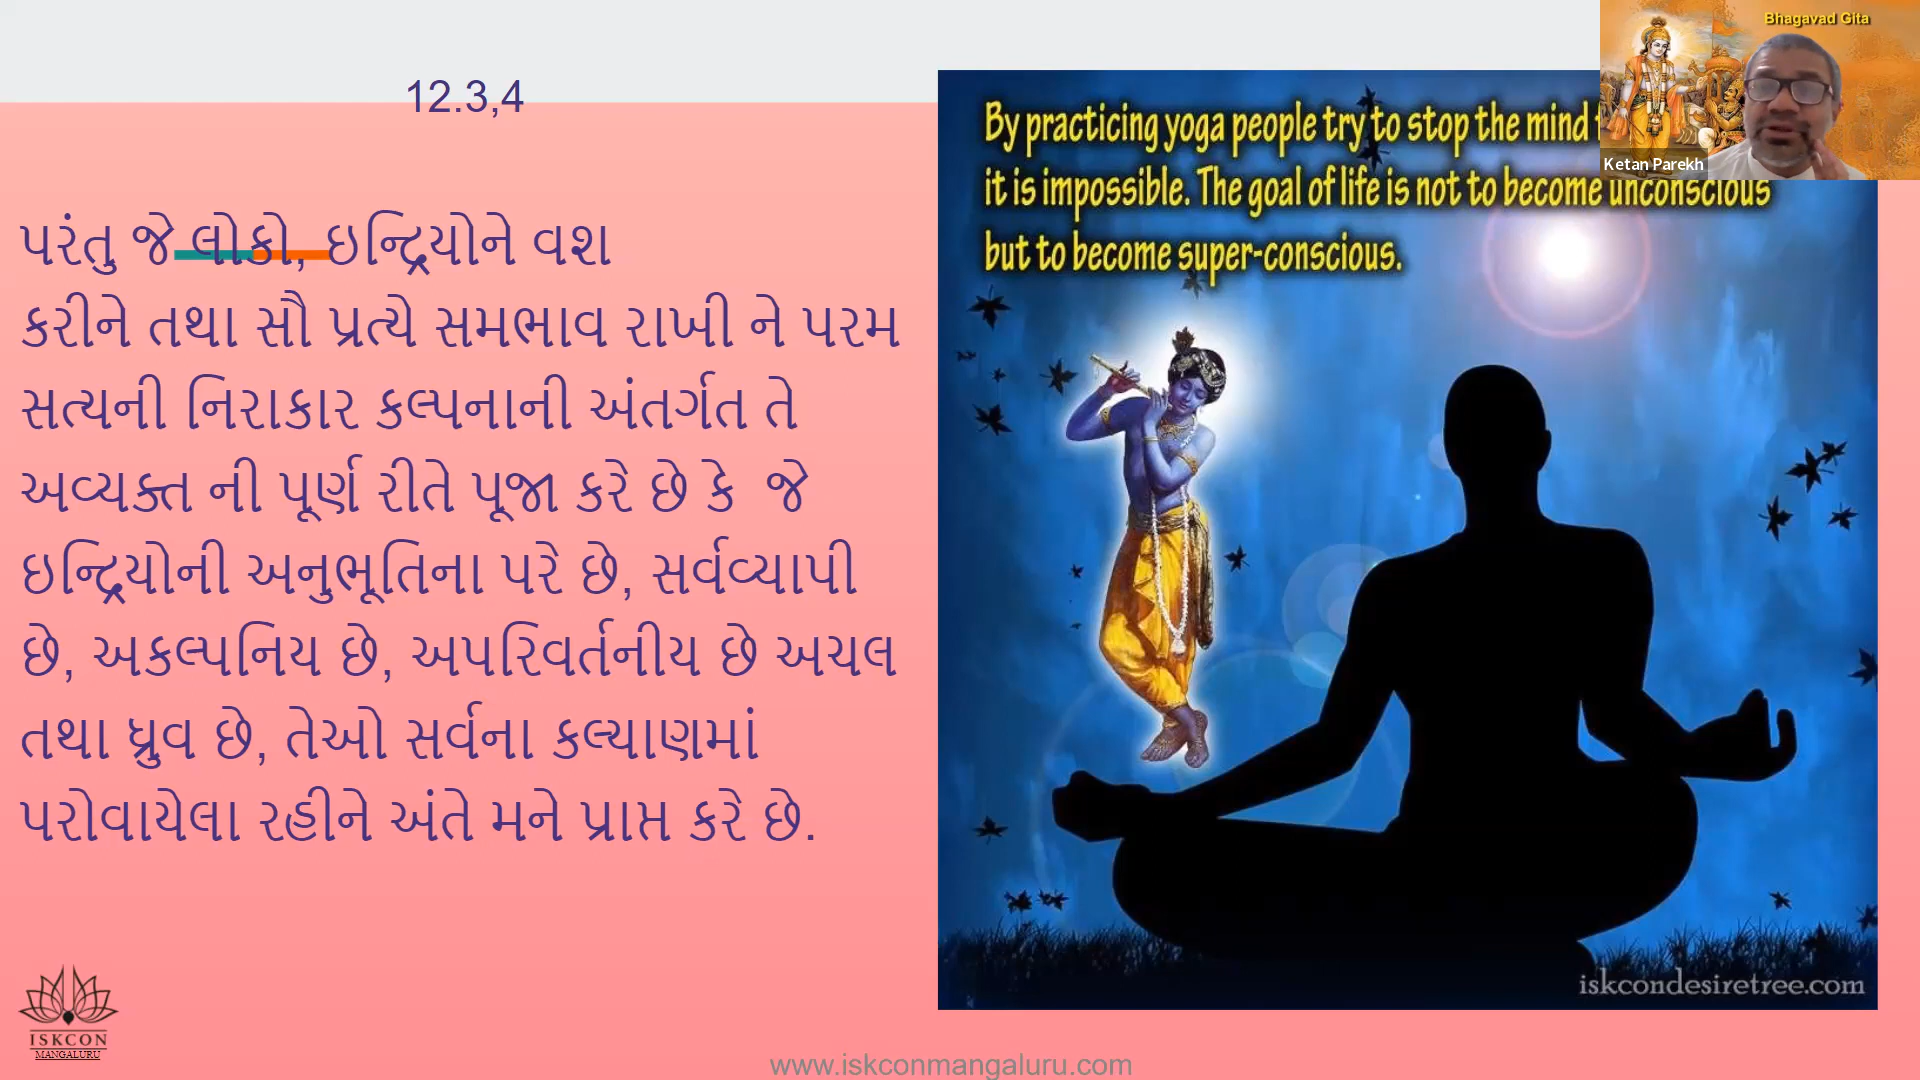 12.3,4
પરંતુ જે લોકો, ઇન્દ્રિયોને વશ
કરીને તથા સૌ પ્રત્યે સમભાવ રાખી ને પરમ
સત્યની નિરાકાર કલ્પનાની અંતર્ગત તે
અવ્યક્ત ની પૂર્ણ રીતે પૂજા કરે છે કે જે
ઇન્દ્રિયોની અનુભૂતિના પરે છે, સર્વવ્યાપી
છે, અકલ્પનિય છે, અપરિવર્તનીય છે અચલ
તથા ધ્રુવ છે, તેઓ સર્વના કલ્યાણમાં
પરોવાયેલા રહીને અંતે મને પ્રાપ્ત કરે છે.
By practicing yoga people try to stop the mind
it is impossible. The goal of life is not to become unconscious
but to become super-conscious.
Bhagavad Gita
Ketan Parekh
iskcondesiretree.com
ISKCON
MANGALURU
www.iskconmangaluru.com